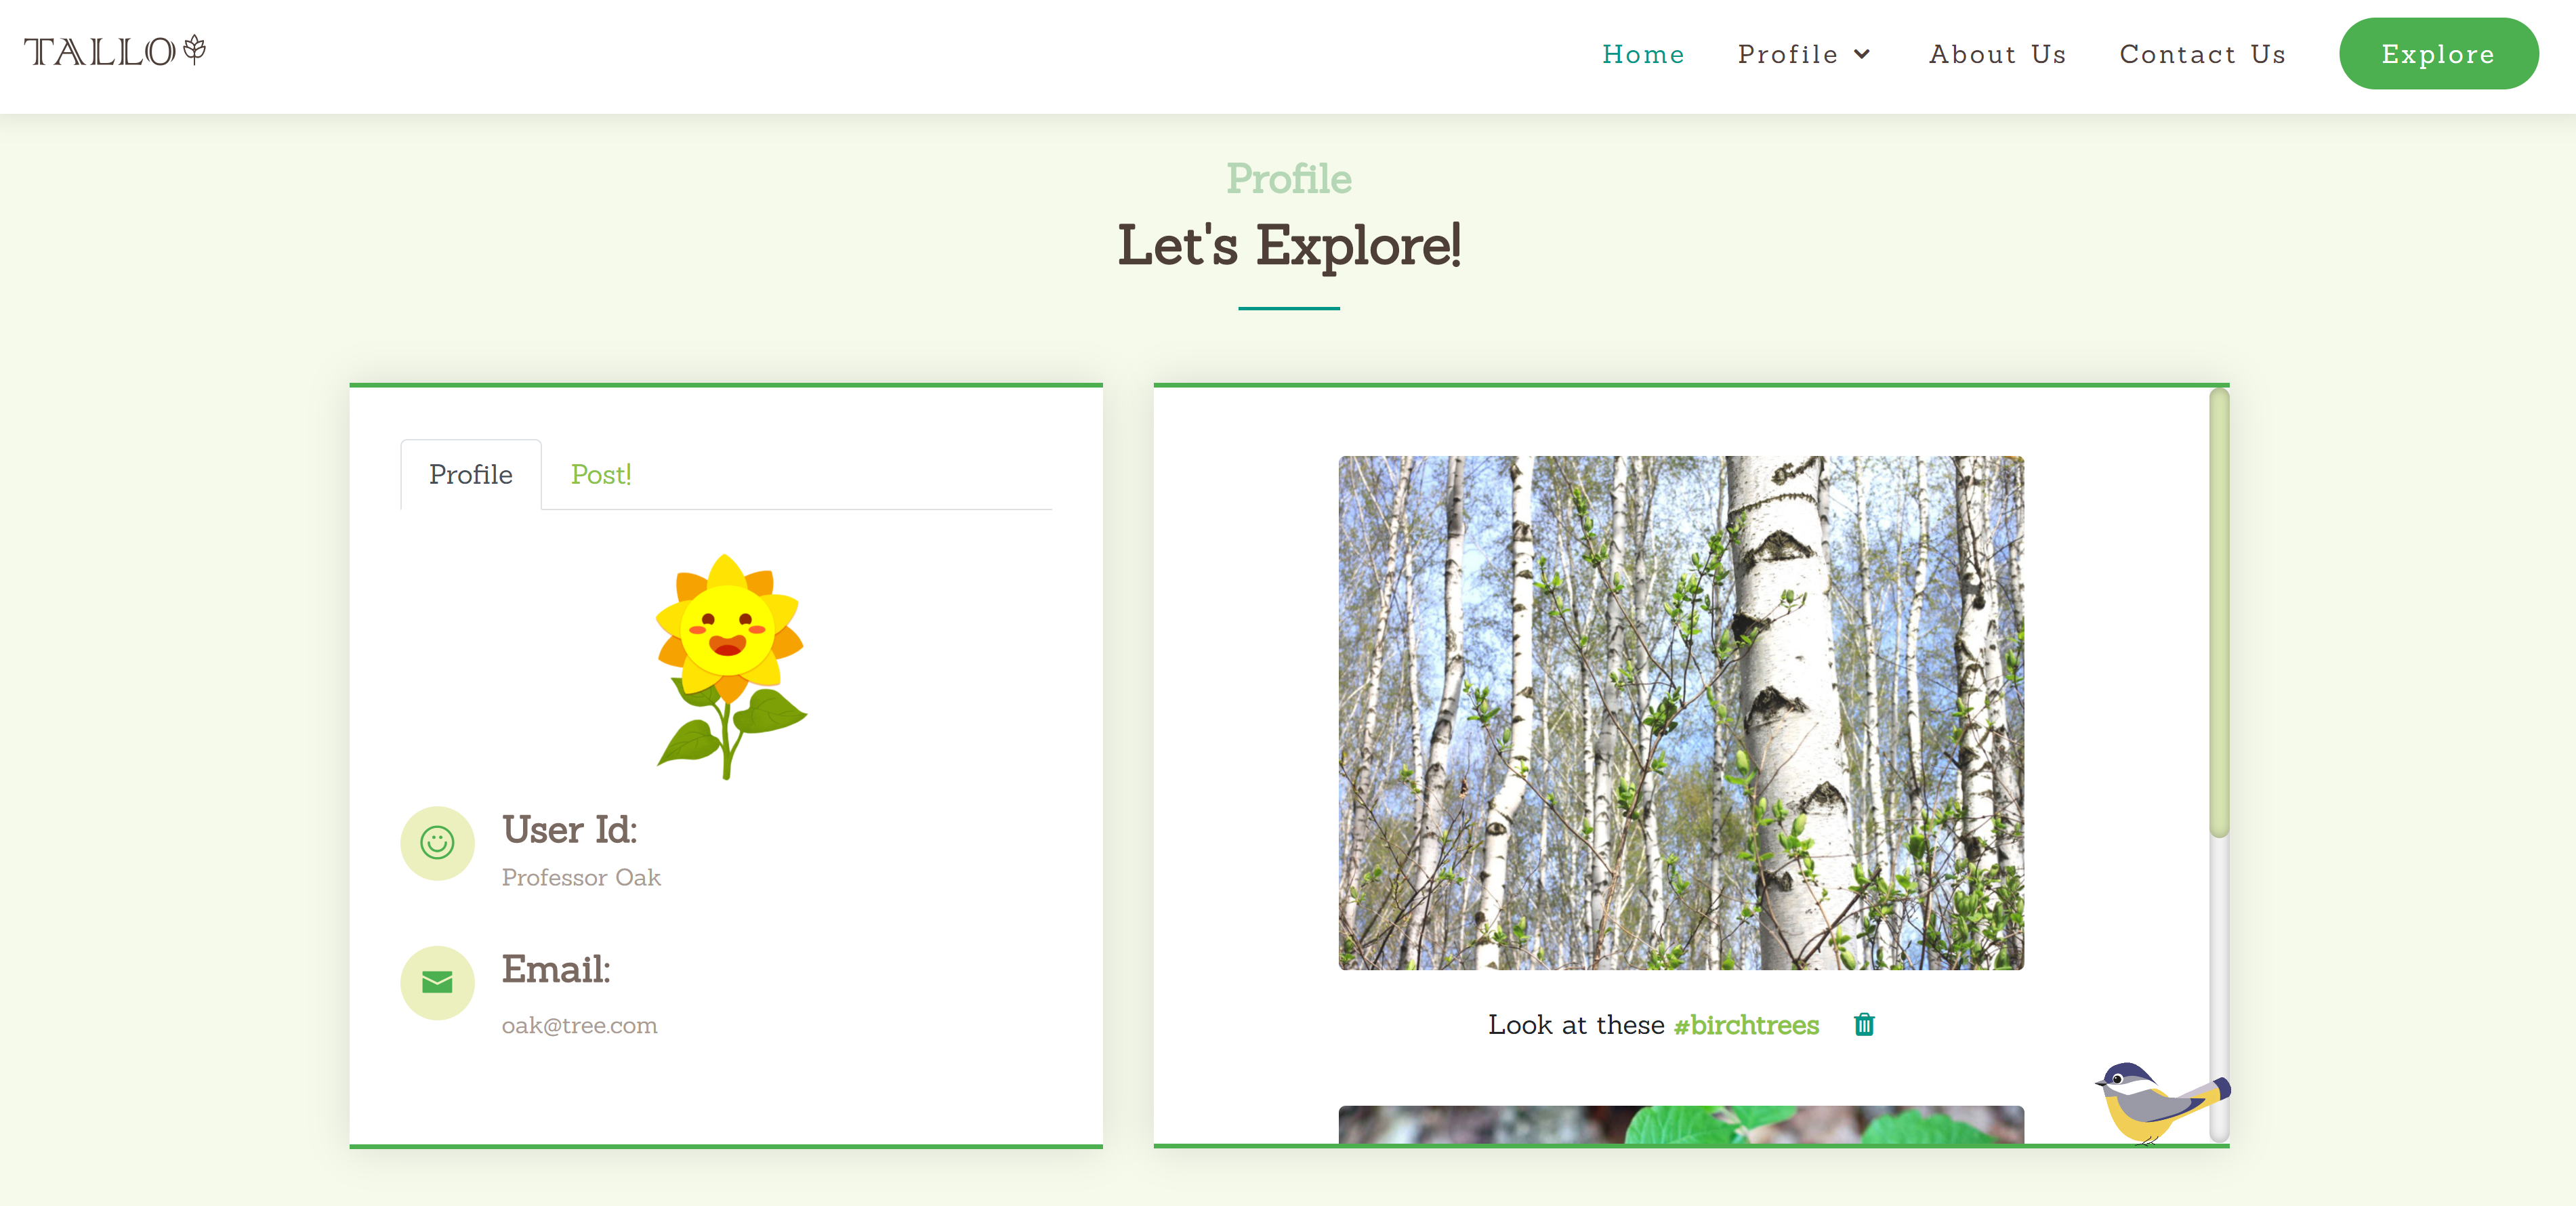 TALLO
Home Profile About Us Contact Us Explore
Profile
Let's Explore!
Profile Post!
User Id:
Professor Oak
Email:
oak@tree.com
Look at these #birchtrees